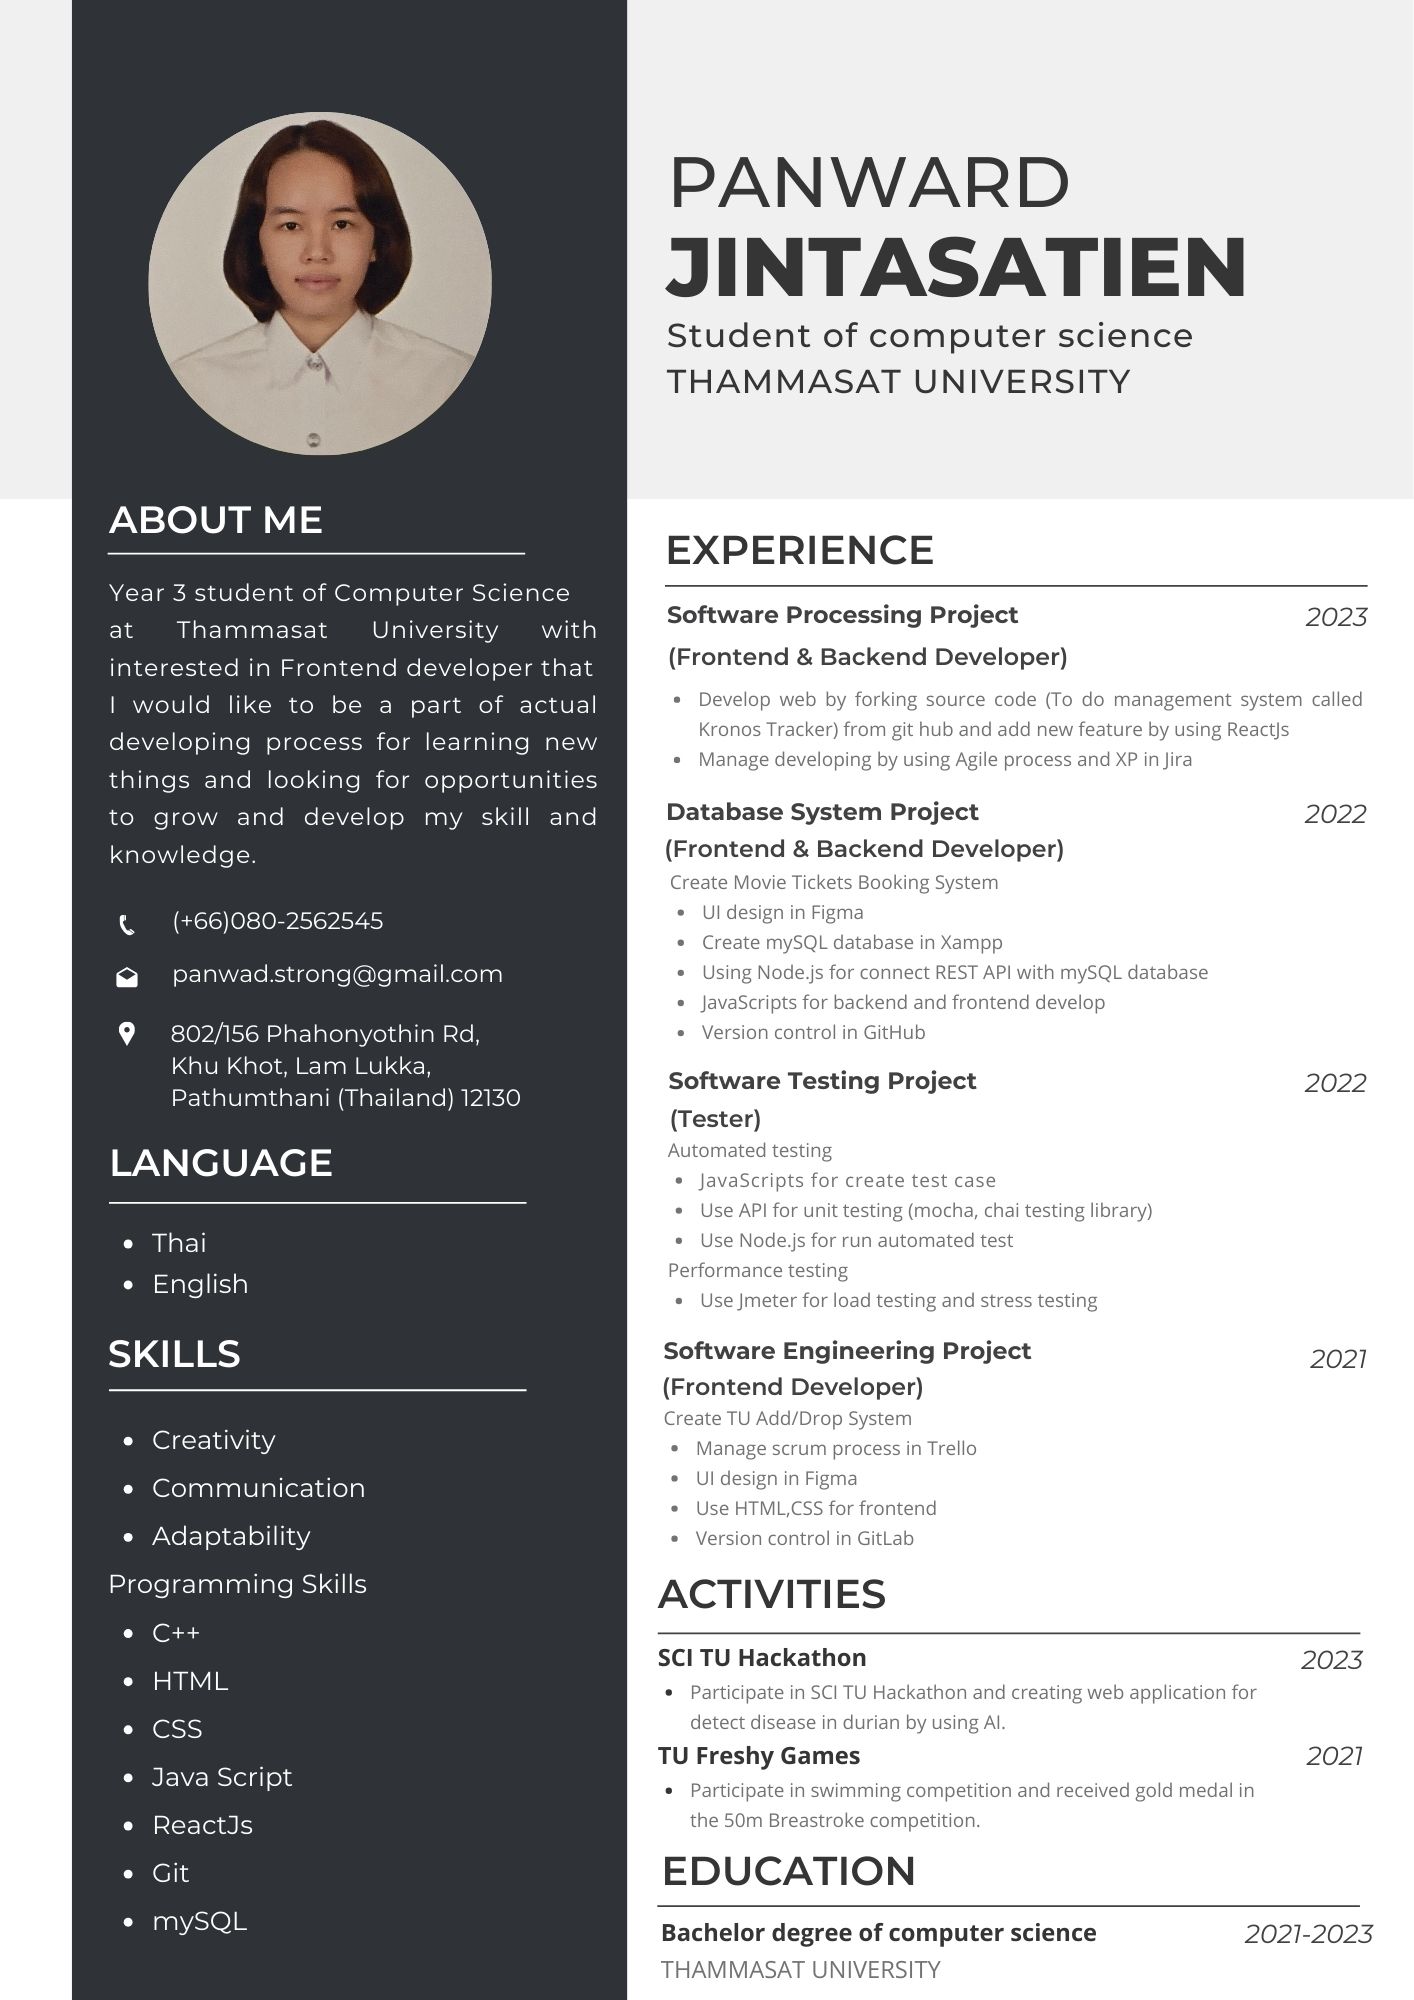 PANWARD
JINTASATIEN
Student of computer science
THAMMASAT UNIVERSITY
ABOUT ME
Year 3 student of Computer Science
at Thammasat University with
interested in Frontend developer that
I would like to be a part of actual
developing process for learning new
things and looking for opportunities
to grow and develop my skill and
knowledge.
(+66)080-2562545
panwad.strong@gmail.com
802/156 Phahonyothin Rd,
Khu Khot, Lam Lukka,
Pathumthani (Thailand) 12130
LANGUAGE
• Thai
• English
SKILLS
• Creativity
• Communication
• Adaptability
Programming Skills
• C++
• HTML
• CSS
• Java Script
• ReactJs
• Git
• mySQL
EXPERIENCE
Software Processing Project 2023
(Frontend & Backend Developer)
• Develop web by forking source code (To do management system called
Kronos Tracker) from git hub and add new feature by using ReactJs
• Manage developing by using Agile process and XP in Jira
Database System Project 2022
(Frontend & Backend Developer)
Create Movie Tickets Booking System
• UI design in Figma
• Create mySQL database in Xampp
• Using Node.js for connect REST API with mySQL database
• JavaScripts for backend and frontend develop
• Version control in GitHub
Software Testing Project 2022
(Tester)
Automated testing
• JavaScripts for create test case
• Use API for unit testing (mocha, chai testing library)
• Use Node.js for run automated test
Performance testing
• Use Jmeter for load testing and stress testing
Software Engineering Project 2021
(Frontend Developer)
Create TU Add/Drop System
• Manage scrum process in Trello
• UI design in Figma
• Use HTML,CSS for frontend
• Version control in GitLab
ACTIVITIES
SCI TU Hackathon 2023
• Participate in SCI TU Hackathon and creating web application for
detect disease in durian by using AI.
TU Freshy Games 2021
• Participate in swimming competition and received gold medal in
the 50m Breastroke competition.
EDUCATION
Bachelor degree of computer science 2021-2023
THAMMASAT UNIVERSITY